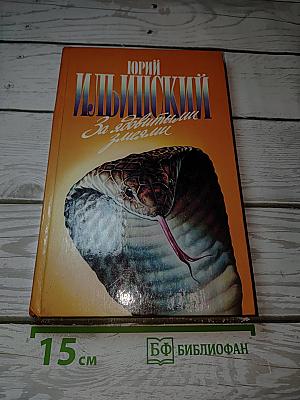 ЮРИЙ
ИЛЬИНСКИЙ
За ядовитыми
змеями
15 см
БФ БИБЛИОФАН